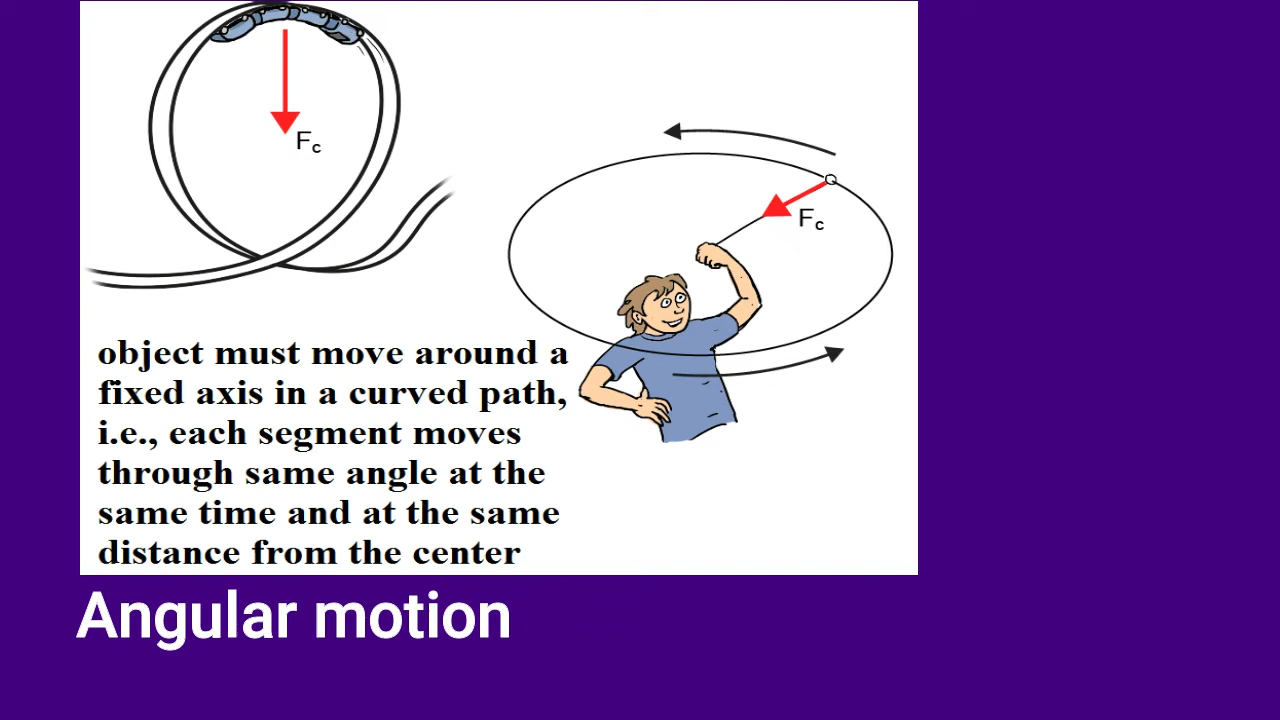 Fc
Fc
object must move around a
fixed axis in a curved path,
i.e., each segment moves
through same angle at the
same time and at the same
distance from the center
Angular motion